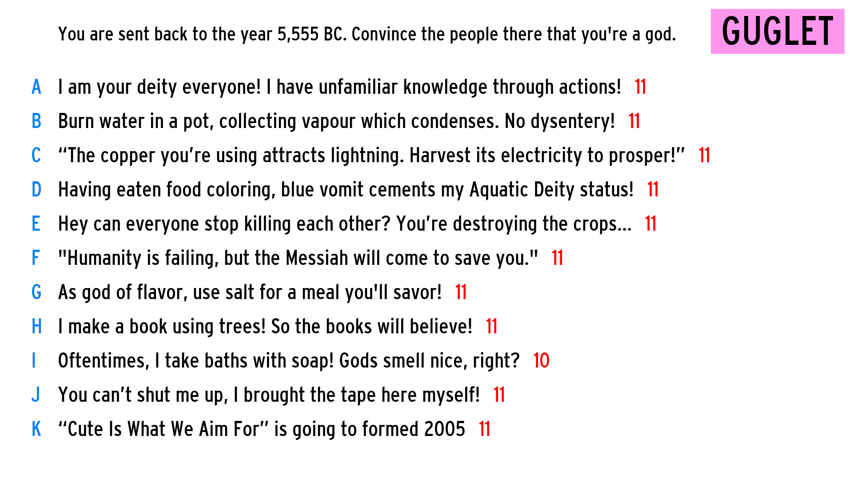 You are sent back to the year 5,555 BC. Convince the people there that you're a god.
GUGLET
A I am your deity everyone! I have unfamiliar knowledge through actions! 11
B Burn water in a pot, collecting vapour which condenses. No dysentery! 11
C “The copper you’re using attracts lightning. Harvest its electricity to prosper!” 11
D Having eaten food coloring, blue vomit cements my Aquatic Deity status! 11
E Hey can everyone stop killing each other? You’re destroying the crops... 11
F "Humanity is failing, but the Messiah will come to save you." 11
G As god of flavor, use salt for a meal you'll savor! 11
H I make a book using trees! So the books will believe! 11
I Oftentimes, I take baths with soap! Gods smell nice, right? 10
J You can’t shut me up, I brought the tape here myself! 11
K “Cute Is What We Aim For” is going to formed 2005 11